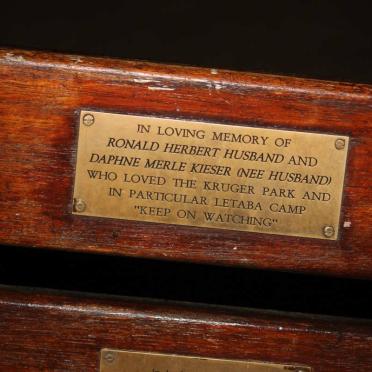 IN LOVING MEMORY OF
RONALD HERBERT HUSBAND AND
DAPHNE MERLE KIESER (NEE HUSBAND)
WHO LOVED THE KRUGER PARK AND
IN PARTICULAR LETABA CAMP
"KEEP ON WATCHING"